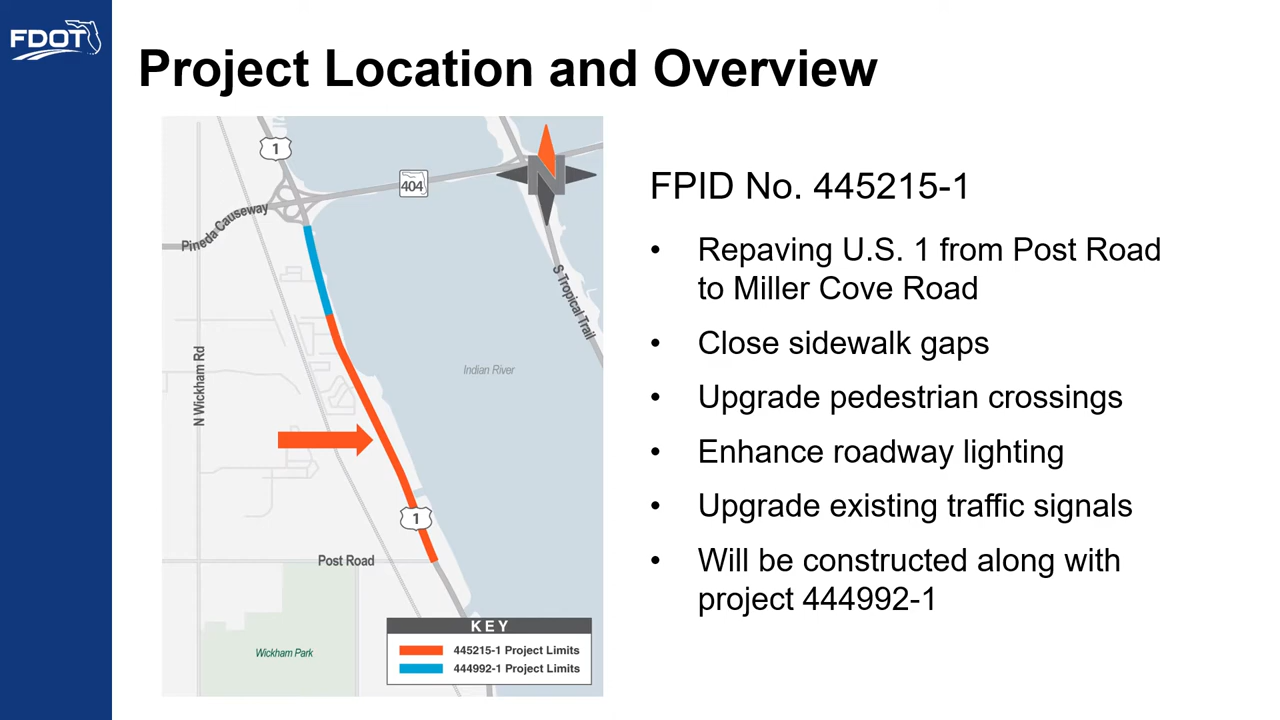 FDOT
Project Location and Overview
1
404
N
Pineda Causeway
S Tropical Trail
Indian River
N Wickham Rd
1
Post Road
Wickham Park
KEY
445215-1 Project Limits
444992-1 Project Limits
FPID No. 445215-1
• Repaving U.S. 1 from Post Road
to Miller Cove Road
• Close sidewalk gaps
• Upgrade pedestrian crossings
• Enhance roadway lighting
• Upgrade existing traffic signals
• Will be constructed along with
project 444992-1